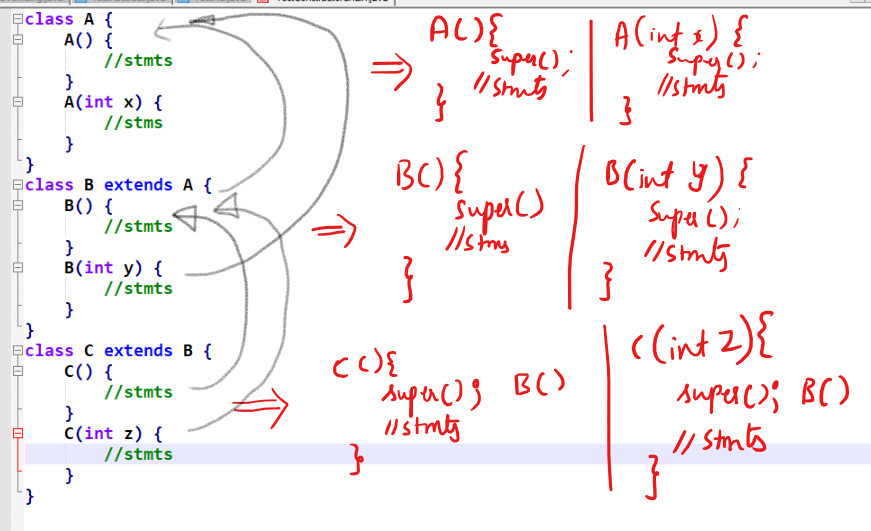 class A {
A() {
//stmts
}
A(int x) {
//stms
}
}
class B extends A {
B() {
//stmts
}
B(int y) {
//stmts
}
}
class C extends B {
C() {
//stmts
}
C(int z) {
//stmts
}
}
⇒ A(){
super();
//stmts
}
A(int x) {
super();
//stmts
}
⇒ B(){
super()
//stms
}
B(int y) {
super();
//stmts
}
⇒ C(){
super(); B()
//stmts
}
C(int z){
super(); B()
//stmts
}